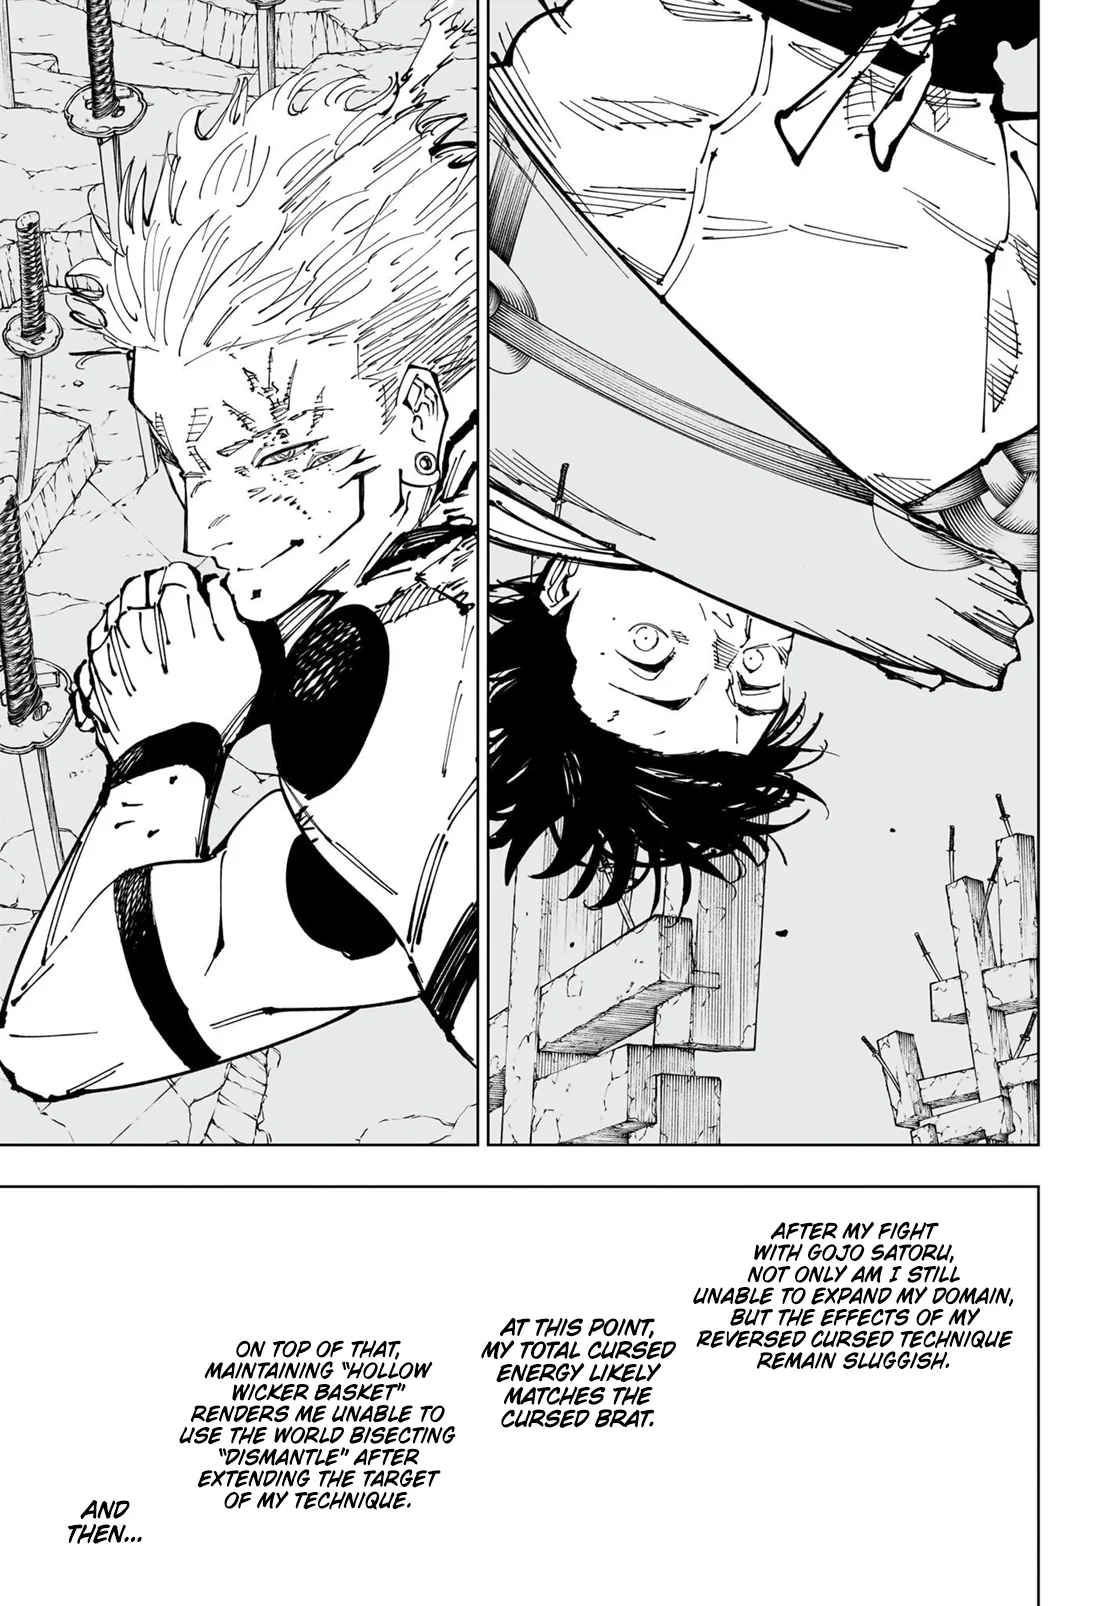 AFTER MY FIGHT
WITH GOJO SATORU,
NOT ONLY AM I STILL
UNABLE TO EXPAND MY DOMAIN,
BUT THE EFFECTS OF MY
REVERSED CURSED TECHNIQUE
REMAIN SLUGGISH.
AT THIS POINT,
MY TOTAL CURSED
ENERGY LIKELY
MATCHES THE
CURSED BRAT.
ON TOP OF THAT,
MAINTAINING "HOLLOW
WICKER BASKET"
RENDERS ME UNABLE TO
USE THE WORLD BISECTING
"DISMANTLE" AFTER
EXTENDING THE TARGET
OF MY TECHNIQUE.
AND
THEN...